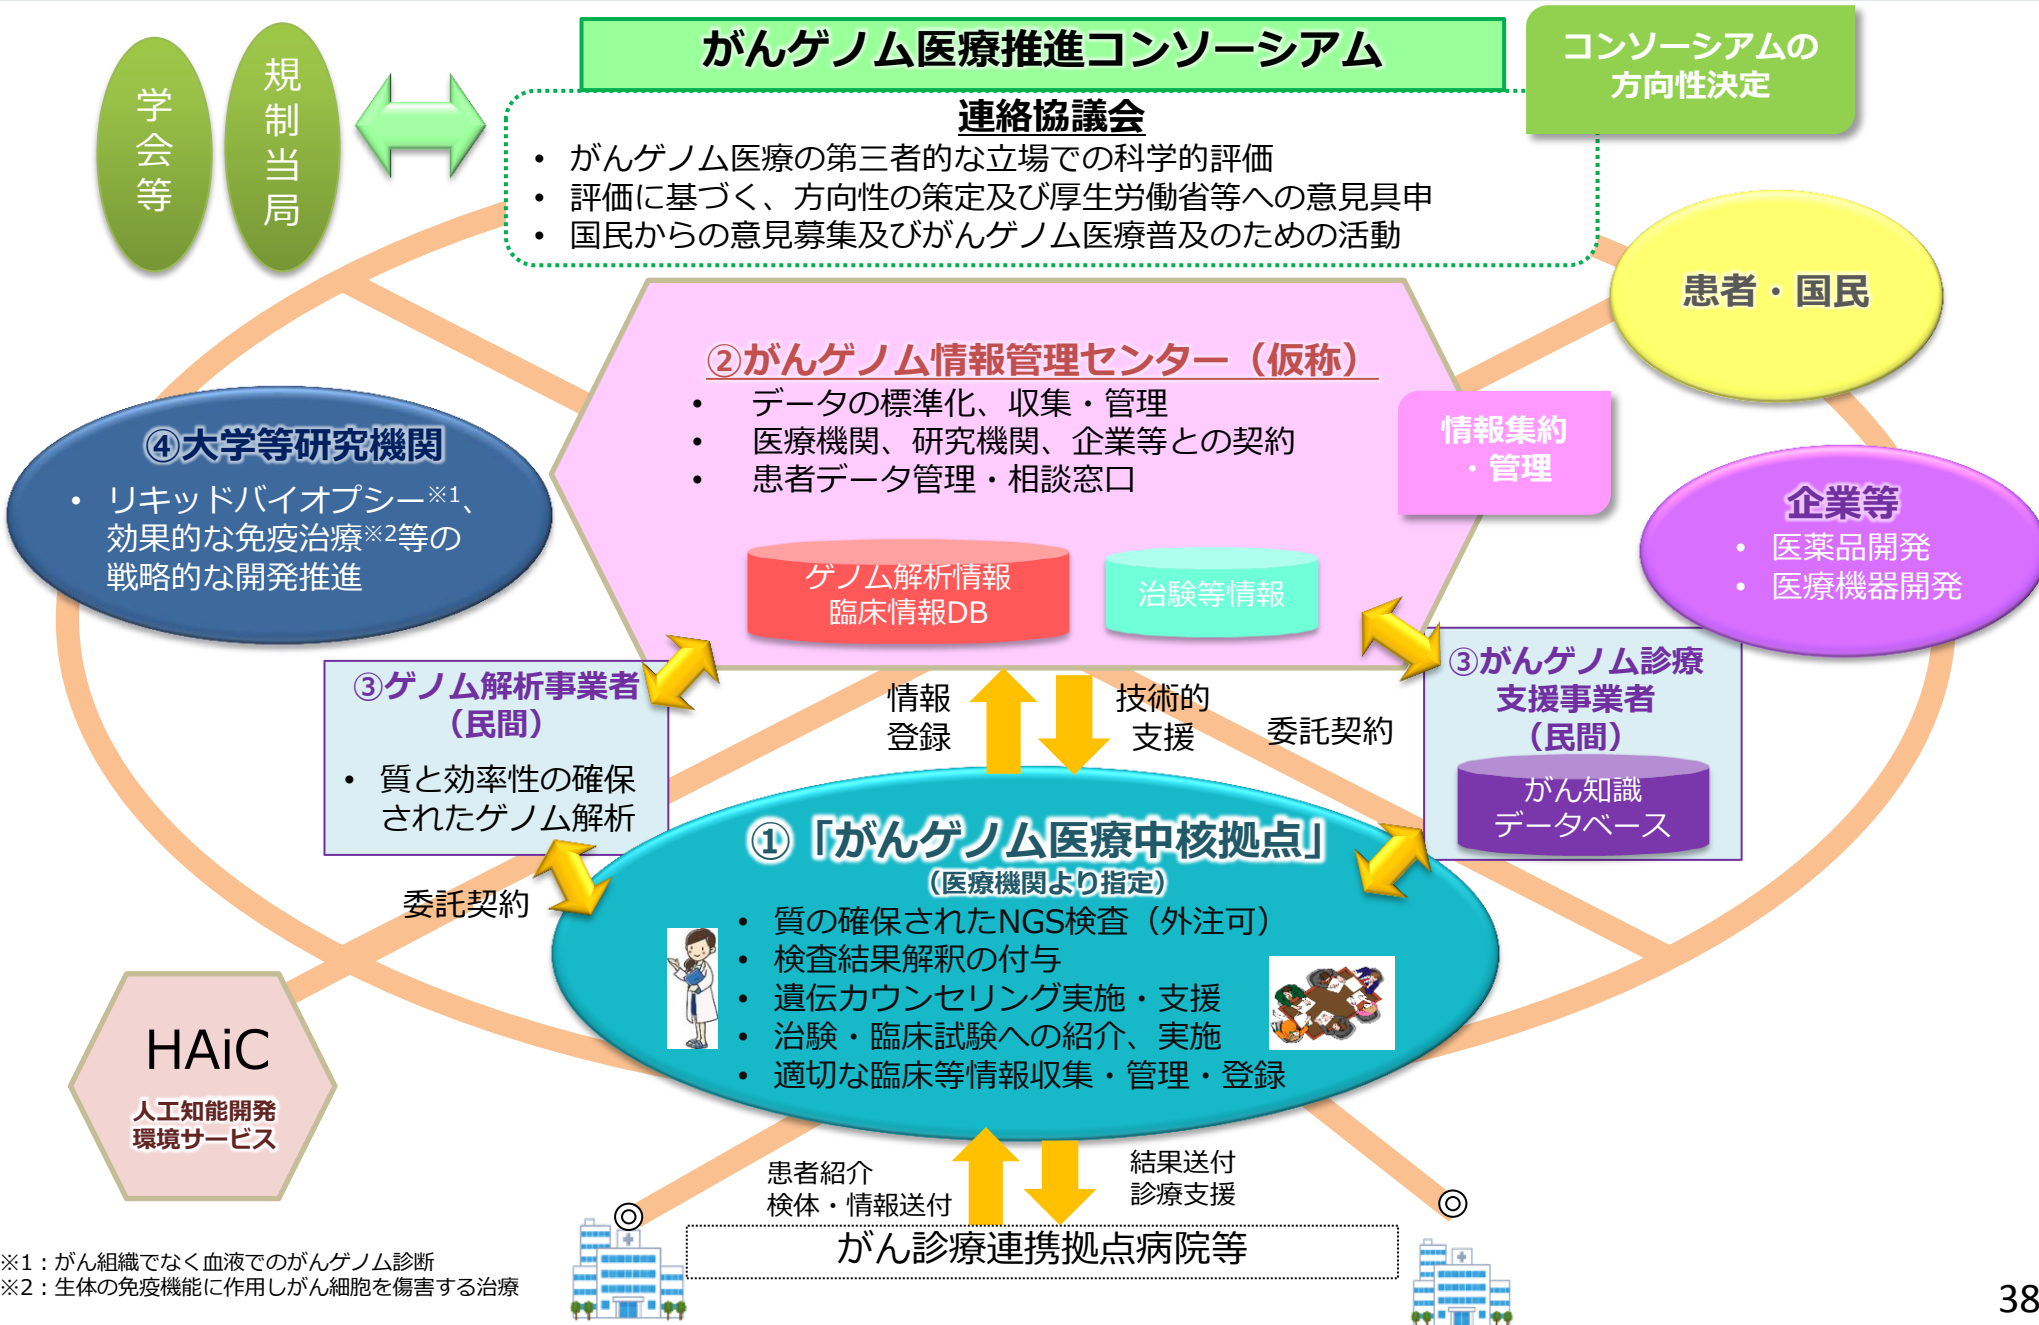 がんゲノム医療推進コンソーシアム
コンソーシアムの
方向性決定
学会等
規制当局
連絡協議会
• がんゲノム医療の第三者的な立場での科学的評価
• 評価に基づく、方向性の策定及び厚生労働省等への意見具申
• 国民からの意見募集及びがんゲノム医療普及のための活動
患者・国民
②がんゲノム情報管理センター（仮称）
• データの標準化、収集・管理
• 医療機関、研究機関、企業等との契約
• 患者データ管理・相談窓口
情報集約
・管理
ゲノム解析情報
臨床情報DB
治験等情報
④大学等研究機関
• リキッドバイオプシー※1、
効果的な免疫治療※2等の
戦略的な開発推進
企業等
• 医薬品開発
• 医療機器開発
③ゲノム解析事業者
（民間）
• 質と効率性の確保
されたゲノム解析
情報
登録
技術的
支援
委託契約
③がんゲノム診療
支援事業者
（民間）
がん知識
データベース
委託契約
①「がんゲノム医療中核拠点」
（医療機関より指定）
• 質の確保されたNGS検査（外注可）
• 検査結果解釈の付与
• 遺伝カウンセリング実施・支援
• 治験・臨床試験への紹介、実施
• 適切な臨床等情報収集・管理・登録
HAiC
人工知能開発
環境サービス
患者紹介
検体・情報送付
結果送付
診療支援
◎
◎
がん診療連携拠点病院等
※1：がん組織でなく血液でのがんゲノム診断
※2：生体の免疫機能に作用しがん細胞を傷害する治療
38